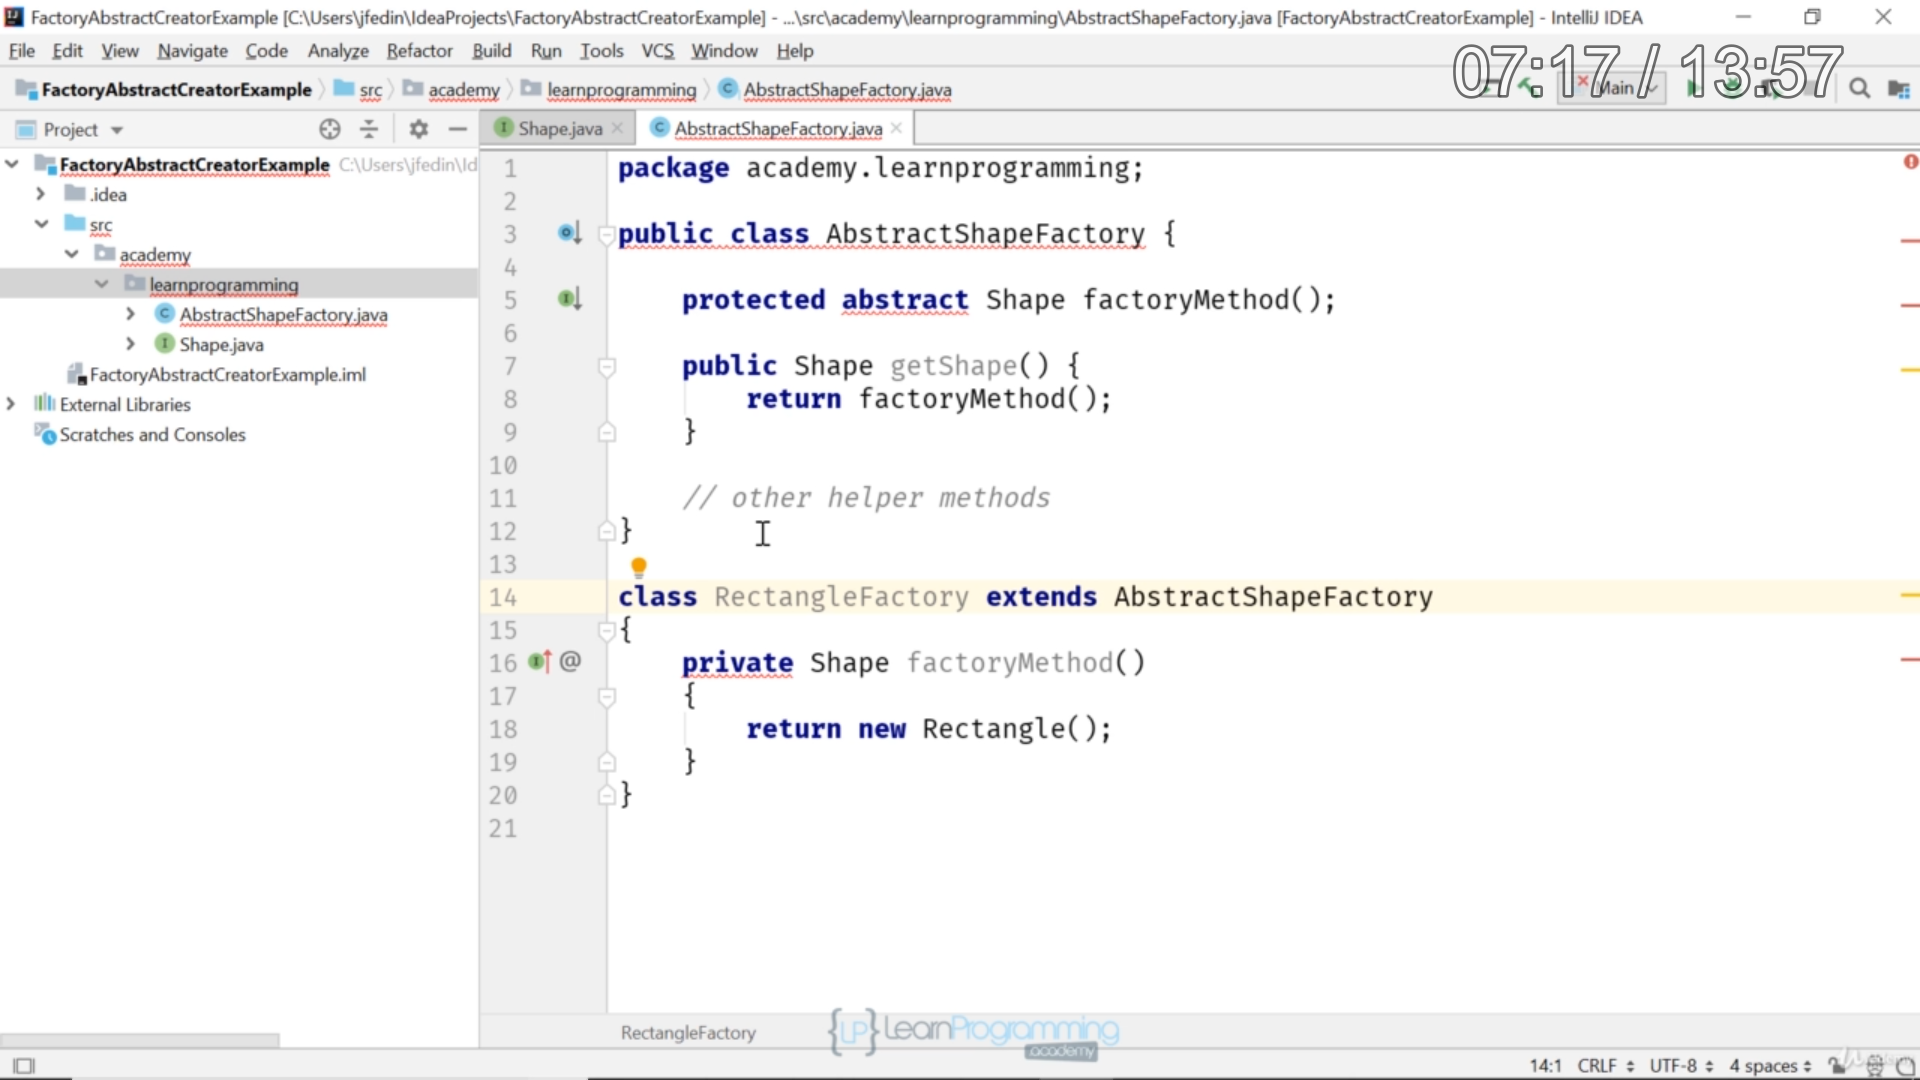 FactoryAbstractCreatorExample [C:\Users\jfedin\IdeaProjects\FactoryAbstractCreatorExample] - ...\src\academy\learnprogramming\AbstractShapeFactory.java [FactoryAbstractCreatorExample] - IntelliJ IDEA
File Edit View Navigate Code Analyze Refactor Build Run Tools VCS Window Help
07:17 / 13:57
FactoryAbstractCreatorExample src academy learnprogramming AbstractShapeFactory.java Main
Project Shape.java AbstractShapeFactory.java
FactoryAbstractCreatorExample C:\Users\jfedin\Id
.idea
src
academy
learnprogramming
AbstractShapeFactory.java
Shape.java
FactoryAbstractCreatorExample.iml
External Libraries
Scratches and Consoles
1 package academy.learnprogramming;
2
3 public class AbstractShapeFactory {
4
5 protected abstract Shape factoryMethod();
6
7 public Shape getShape() {
8 return factoryMethod();
9 }
10
11 // other helper methods
12 }
13
14 class RectangleFactory extends AbstractShapeFactory
15 {
16 @ private Shape factoryMethod()
17 {
18 return new Rectangle();
19 }
20 }
21
RectangleFactory
{LP} LearnProgramming
academy
14:1 CRLF UTF-8 4 spaces